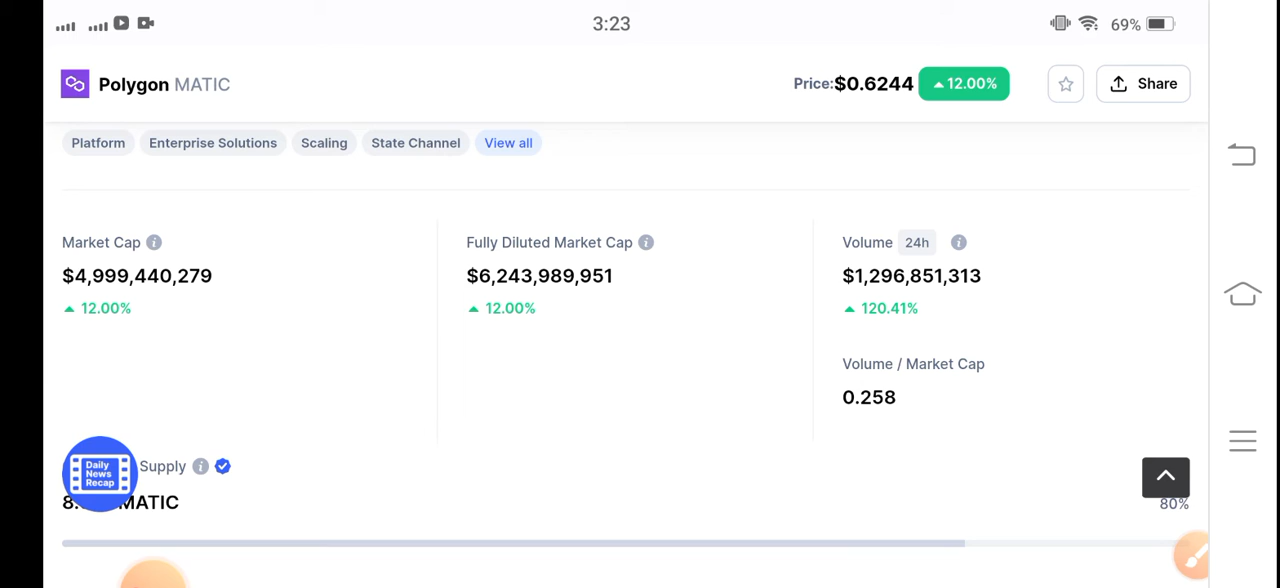 3:23
69%
Polygon MATIC
Price:$0.6244 12.00%
Share
Platform Enterprise Solutions Scaling State Channel View all
Market Cap
$4,999,440,279
12.00%
Fully Diluted Market Cap
$6,243,989,951
12.00%
Volume 24h
$1,296,851,313
120.41%
Volume / Market Cap
0.258
Daily
News
Recap
Supply
80%